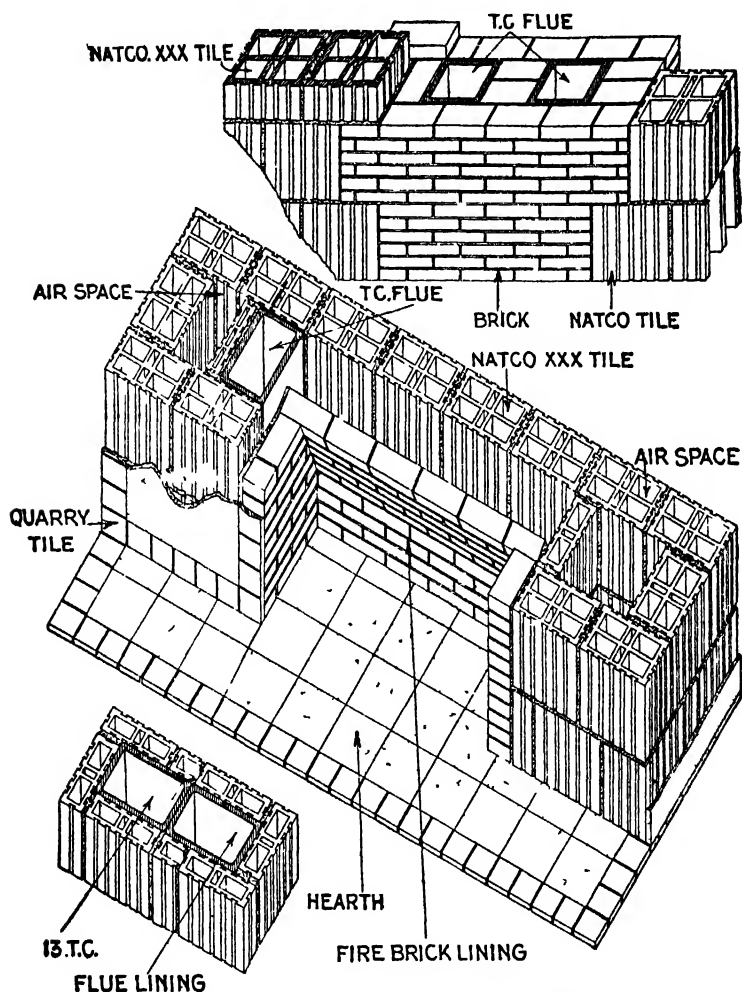 T.C FLUE
NATCO. XXX TILE
AIR SPACE
T.C. FLUE
BRICK
NATCO TILE
NATCO XXX TILE
AIR SPACE
QUARRY
TILE
HEARTH
13.T.C.
FLUE LINING
FIRE BRICK LINING